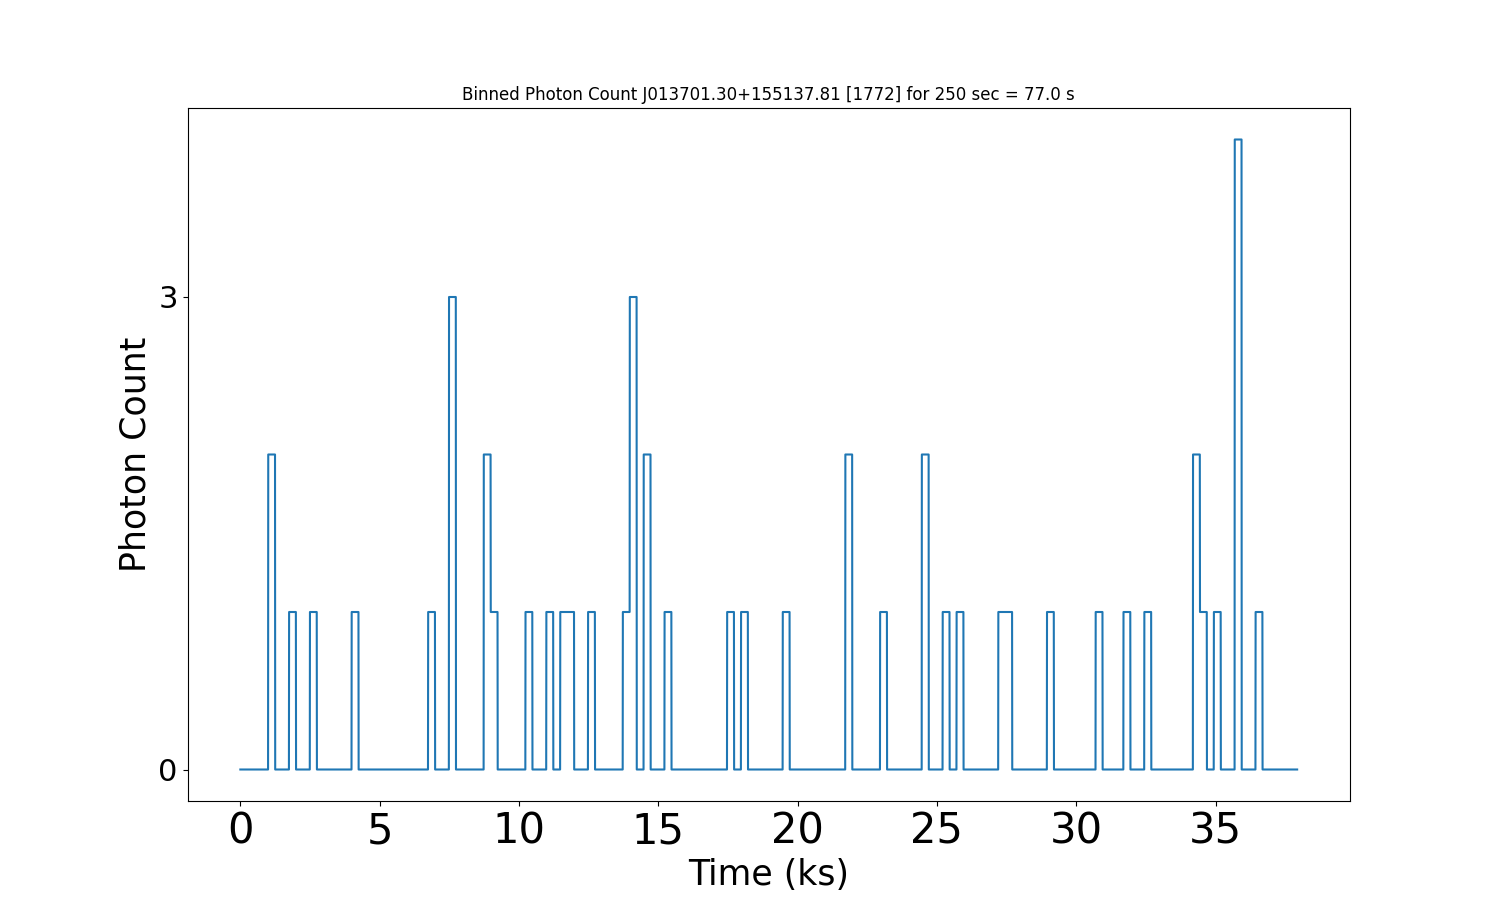 Binned Photon Count J013701.30+155137.81 [1772] for 250 sec = 77.0 s
Photon Count
3
0
0 5 10 15 20 25 30 35
Time (ks)